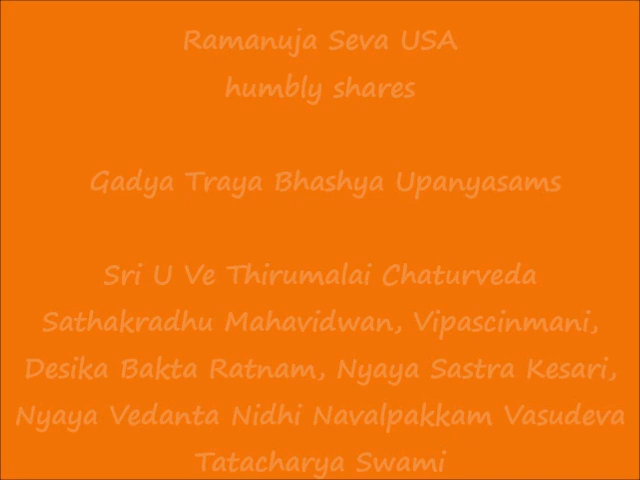 Ramanuja Seva USA
humbly shares
Gadya Traya Bhashya Upanyasams
Sri U Ve Thirumalai Chaturveda
Sathakradhu Mahavidwan, Vipascinmani,
Desika Bakta Ratnam, Nyaya Sastra Kesari,
Nyaya Vedanta Nidhi Navalpakkam Vasudeva
Tatacharya Swami